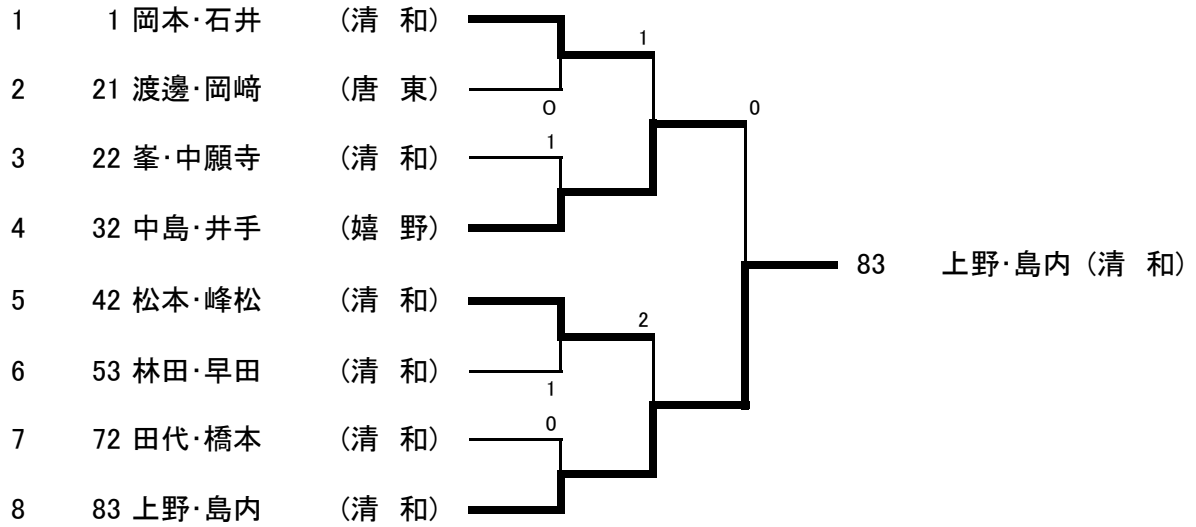 1 1 岡本・石井 (清 和)
1
2 21 渡邊・岡﨑 (唐 東)
0
0
3 22 峯・中願寺 (清 和)
1
4 32 中島・井手 (嬉 野)
83 上野・島内 (清 和)
5 42 松本・峰松 (清 和)
2
6 53 林田・早田 (清 和)
1
7 72 田代・橋本 (清 和)
0
8 83 上野・島内 (清 和)